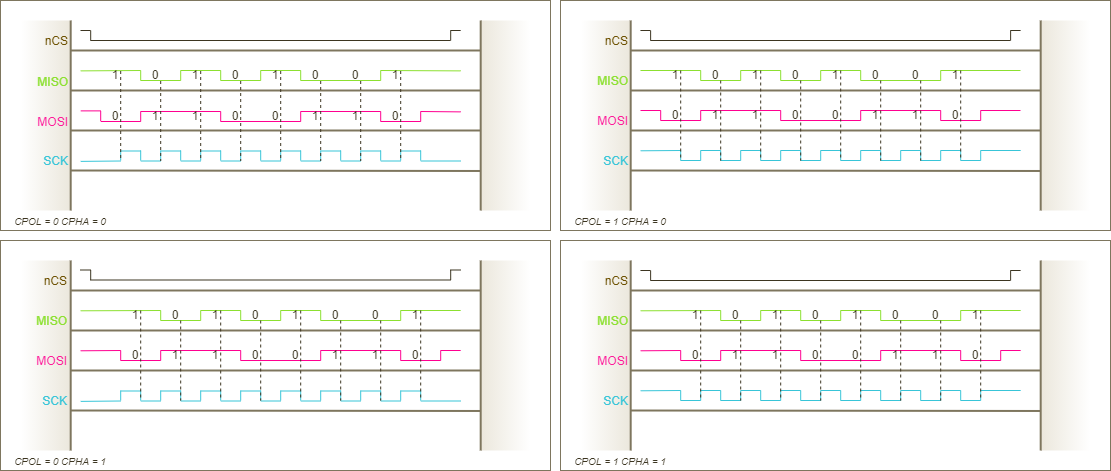 nCS
MISO 1 0 1 0 1 0 0 1
MOSI 0 1 1 0 0 1 1 0
SCK
CPOL = 0 CPHA = 0
nCS
MISO 1 0 1 0 1 0 0 1
MOSI 0 1 1 0 0 1 1 0
SCK
CPOL = 1 CPHA = 0
nCS
MISO 1 0 1 0 1 0 0 1
MOSI 0 1 1 0 0 1 1 0
SCK
CPOL = 0 CPHA = 1
nCS
MISO 1 0 1 0 1 0 0 1
MOSI 0 1 1 0 0 1 1 0
SCK
CPOL = 1 CPHA = 1